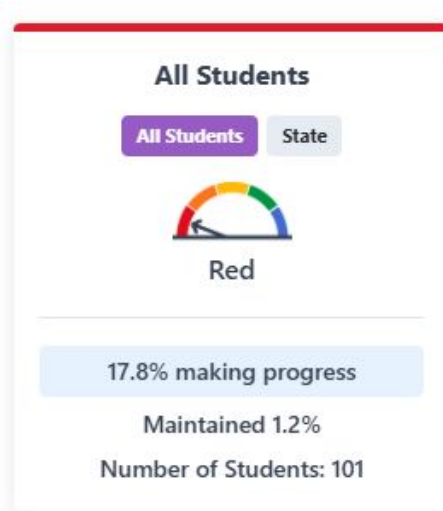 All Students
All Students State
Red
17.8% making progress
Maintained 1.2%
Number of Students: 101